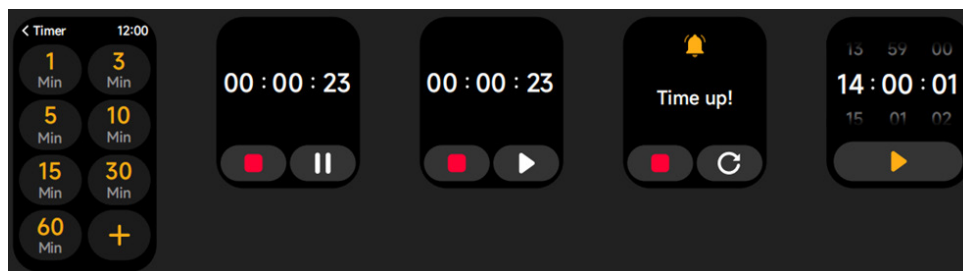 Timer 12:00
1 3
Min Min
5 10
Min Min
15 30
Min Min
60 +
Min
00 : 00 : 23
00 : 00 : 23
Time up!
13 59 00
14 : 00 : 01
15 01 02